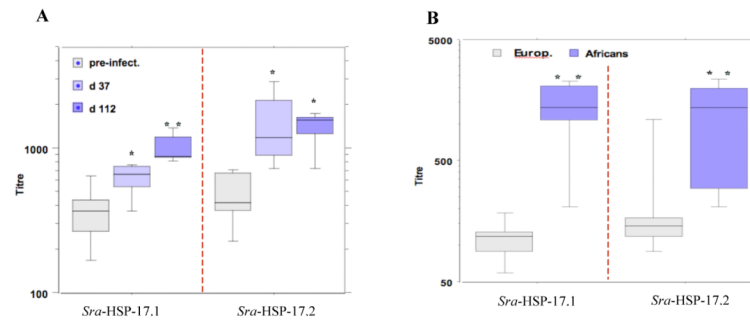 A
pre-infect.
d 37
d 112
*
* *
*
*
Titre
1000
100
Sra-HSP-17.1
Sra-HSP-17.2
B
5000
Europ.
Africans
* *
* *
Titre
500
50
Sra-HSP-17.1
Sra-HSP-17.2